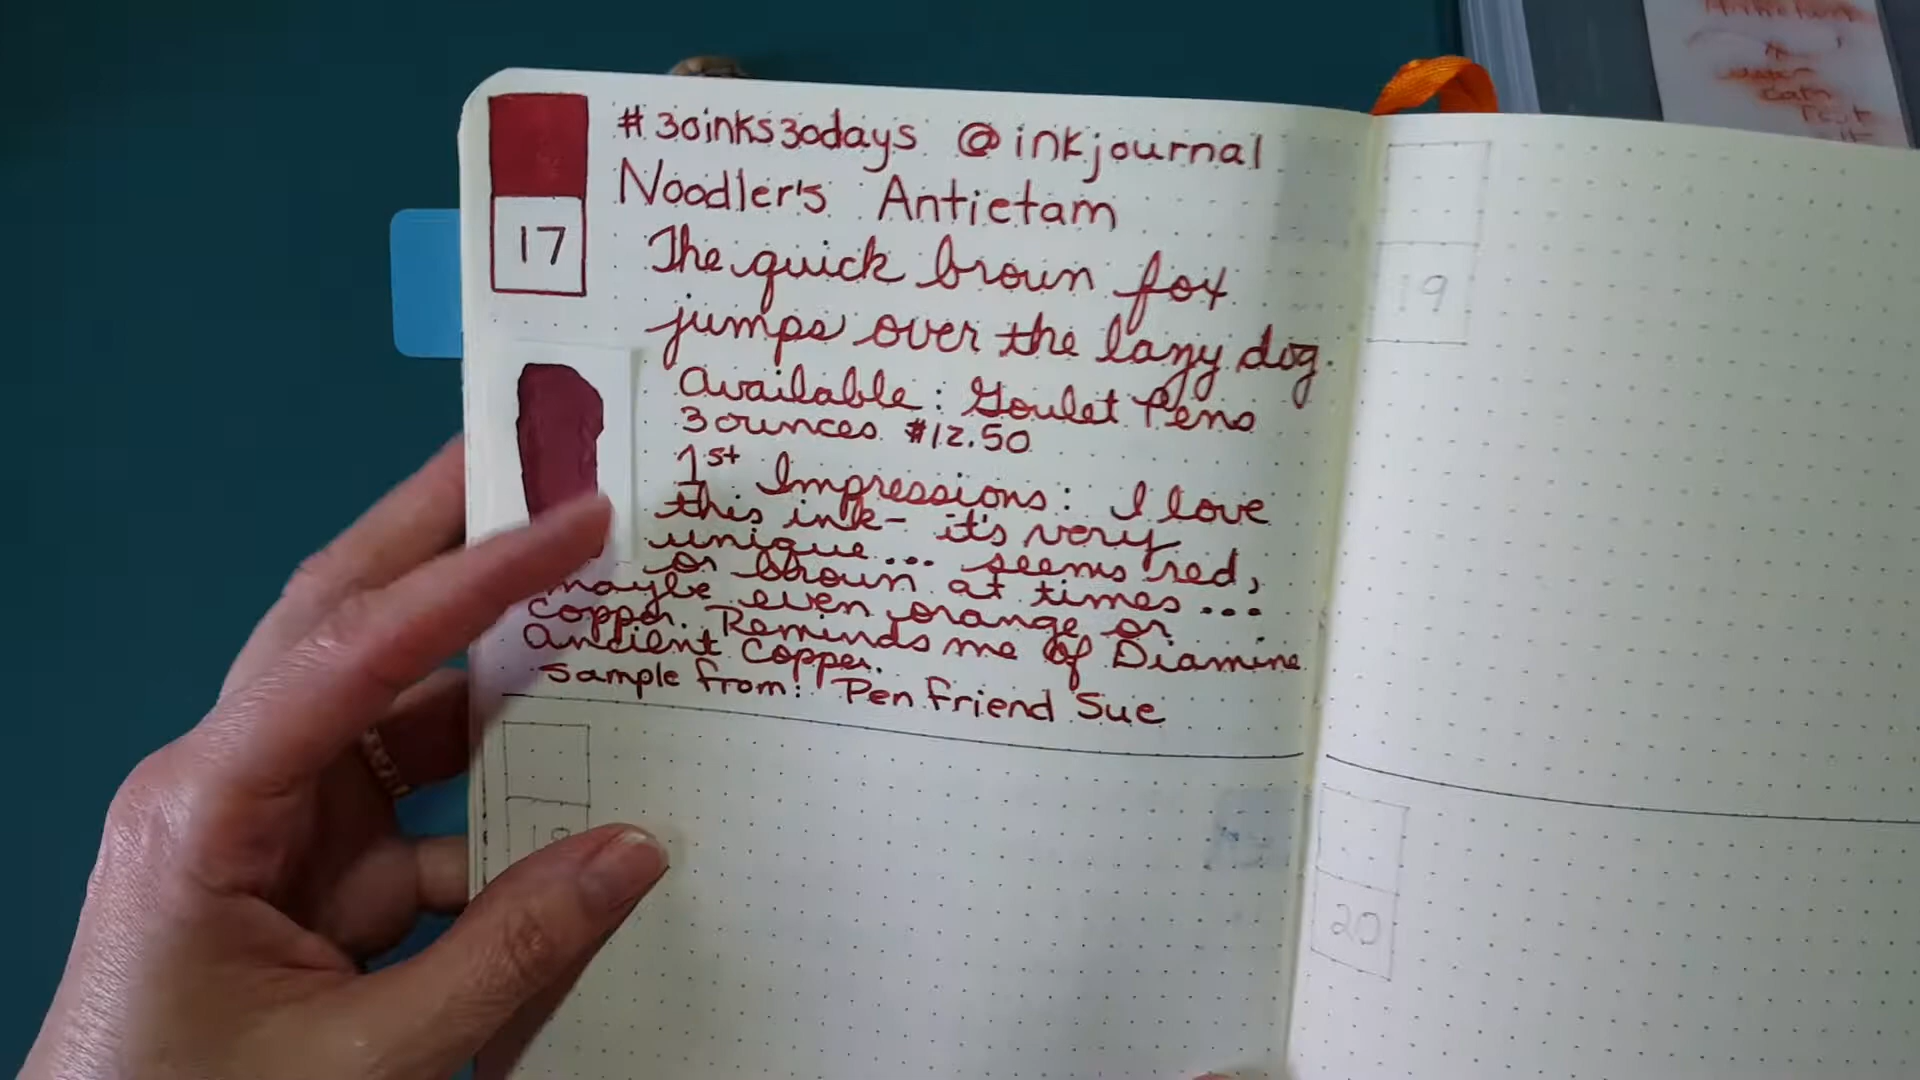 #30inks30days @inkjournal
Noodler's Antietam
17
The quick brown fox
jumps over the lazy dog.
Available: Goulet Pens
3 ounces $12.50
1st Impressions: I love
this ink- it's very
unique... seems red,
or brown at times...
maybe even orange or
copper. Reminds me of Diamine
Ancient Copper.
Sample from: Pen Friend Sue
19
20
water